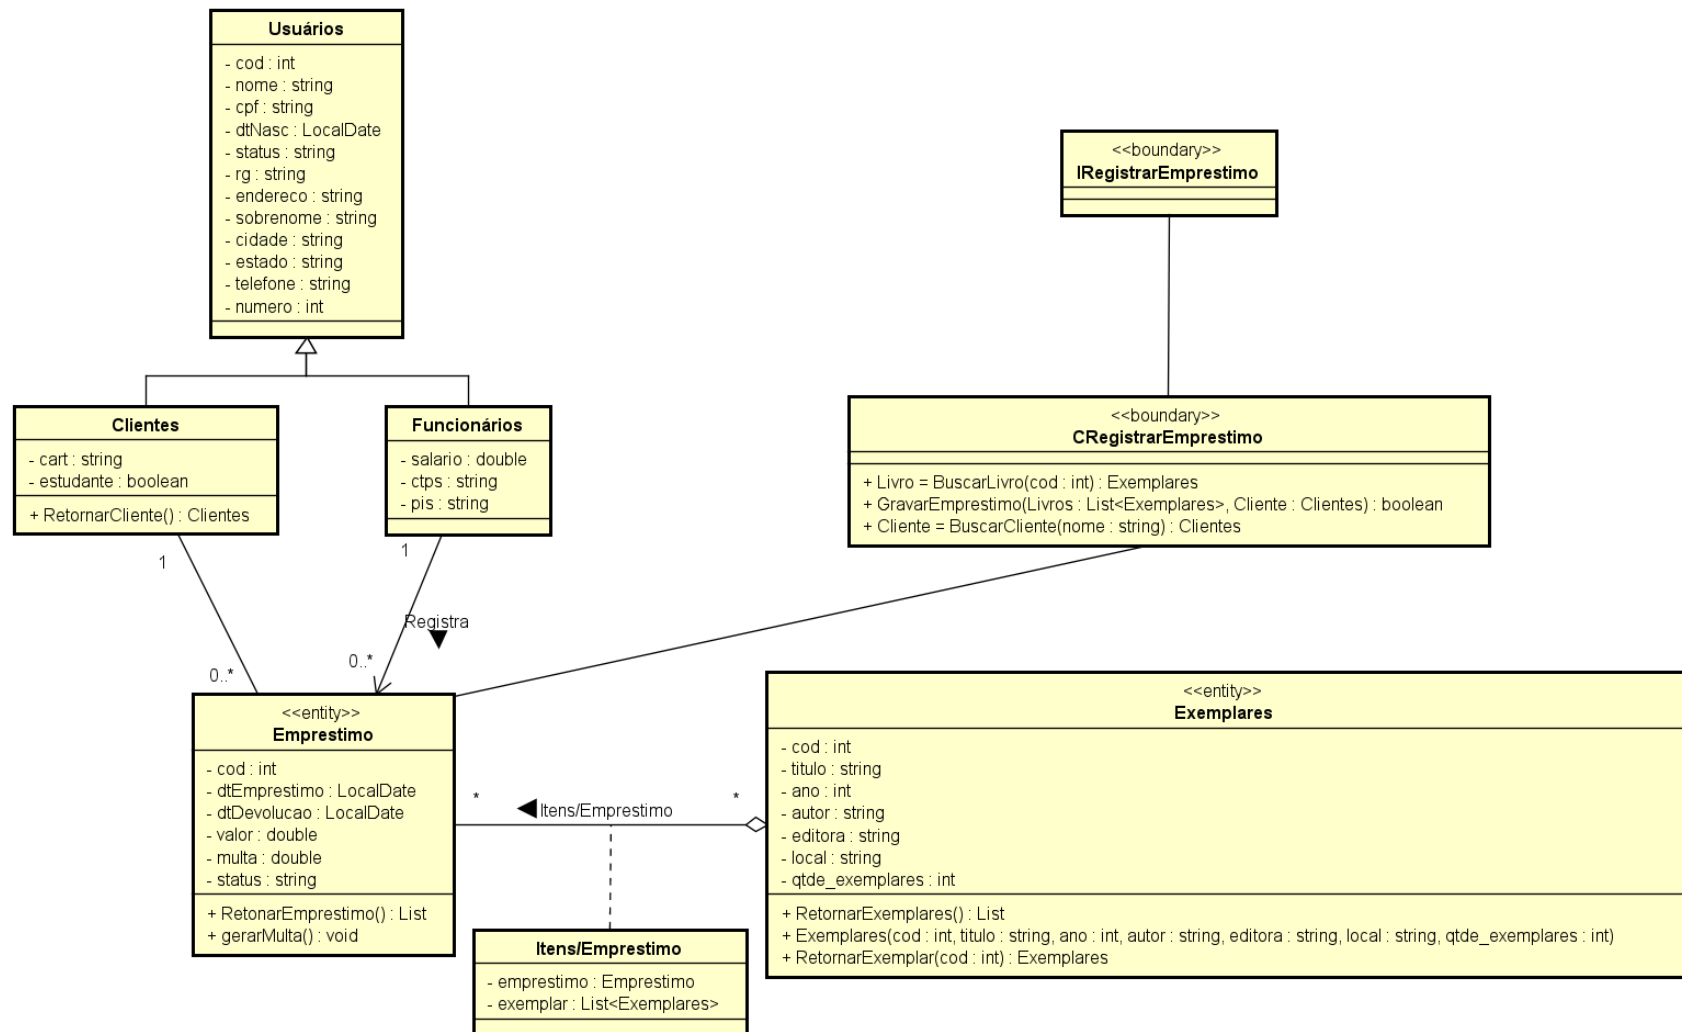 Usuários
- cod : int
- nome : string
- cpf : string
- dtNasc : LocalDate
- status : string
- rg : string
- endereco : string
- sobrenome : string
- cidade : string
- estado : string
- telefone : string
- numero : int
<<boundary>>
IRegistrarEmprestimo
Clientes
- cart : string
- estudante : boolean
+ RetornarCliente() : Clientes
Funcionários
- salario : double
- ctps : string
- pis : string
<<boundary>>
CRegistrarEmprestimo
+ Livro = BuscarLivro(cod : int) : Exemplares
+ GravarEmprestimo(Livros : List<Exemplares>, Cliente : Clientes) : boolean
+ Cliente = BuscarCliente(nome : string) : Clientes
1
1
Registra
0..*
0..*
<<entity>>
Emprestimo
- cod : int
- dtEmprestimo : LocalDate
- dtDevolucao : LocalDate
- valor : double
- multa : double
- status : string
+ RetonarEmprestimo() : List
+ gerarMulta() : void
*
Itens/Emprestimo
*
<<entity>>
Exemplares
- cod : int
- titulo : string
- ano : int
- autor : string
- editora : string
- local : string
- qtde_exemplares : int
+ RetornarExemplares() : List
+ Exemplares(cod : int, titulo : string, ano : int, autor : string, editora : string, local : string, qtde_exemplares : int)
+ RetornarExemplar(cod : int) : Exemplares
Itens/Emprestimo
- emprestimo : Emprestimo
- exemplar : List<Exemplares>